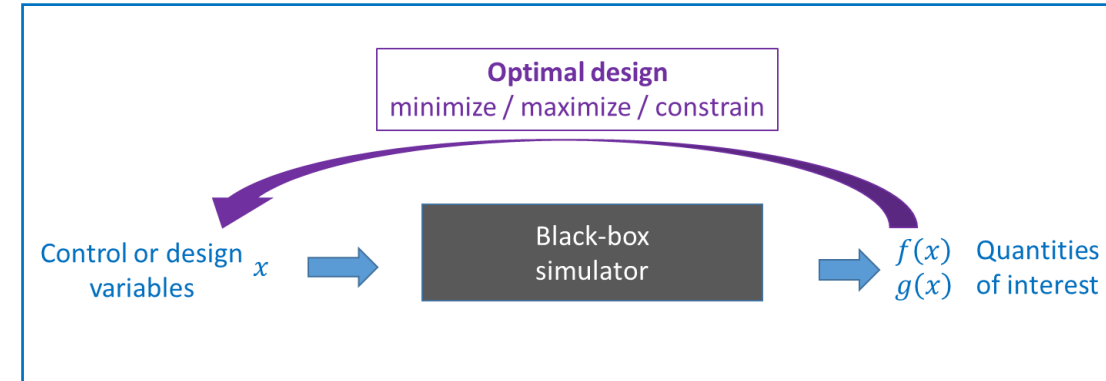 Optimal design
minimize / maximize / constrain
Control or design
variables
x
Black-box
simulator
f(x) Quantities
g(x) of interest